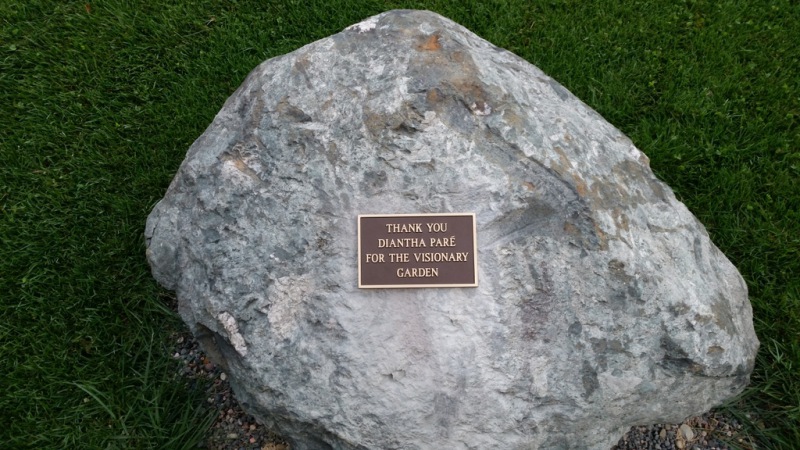 THANK YOU
DIANTHA PARÉ
FOR THE VISIONARY
GARDEN